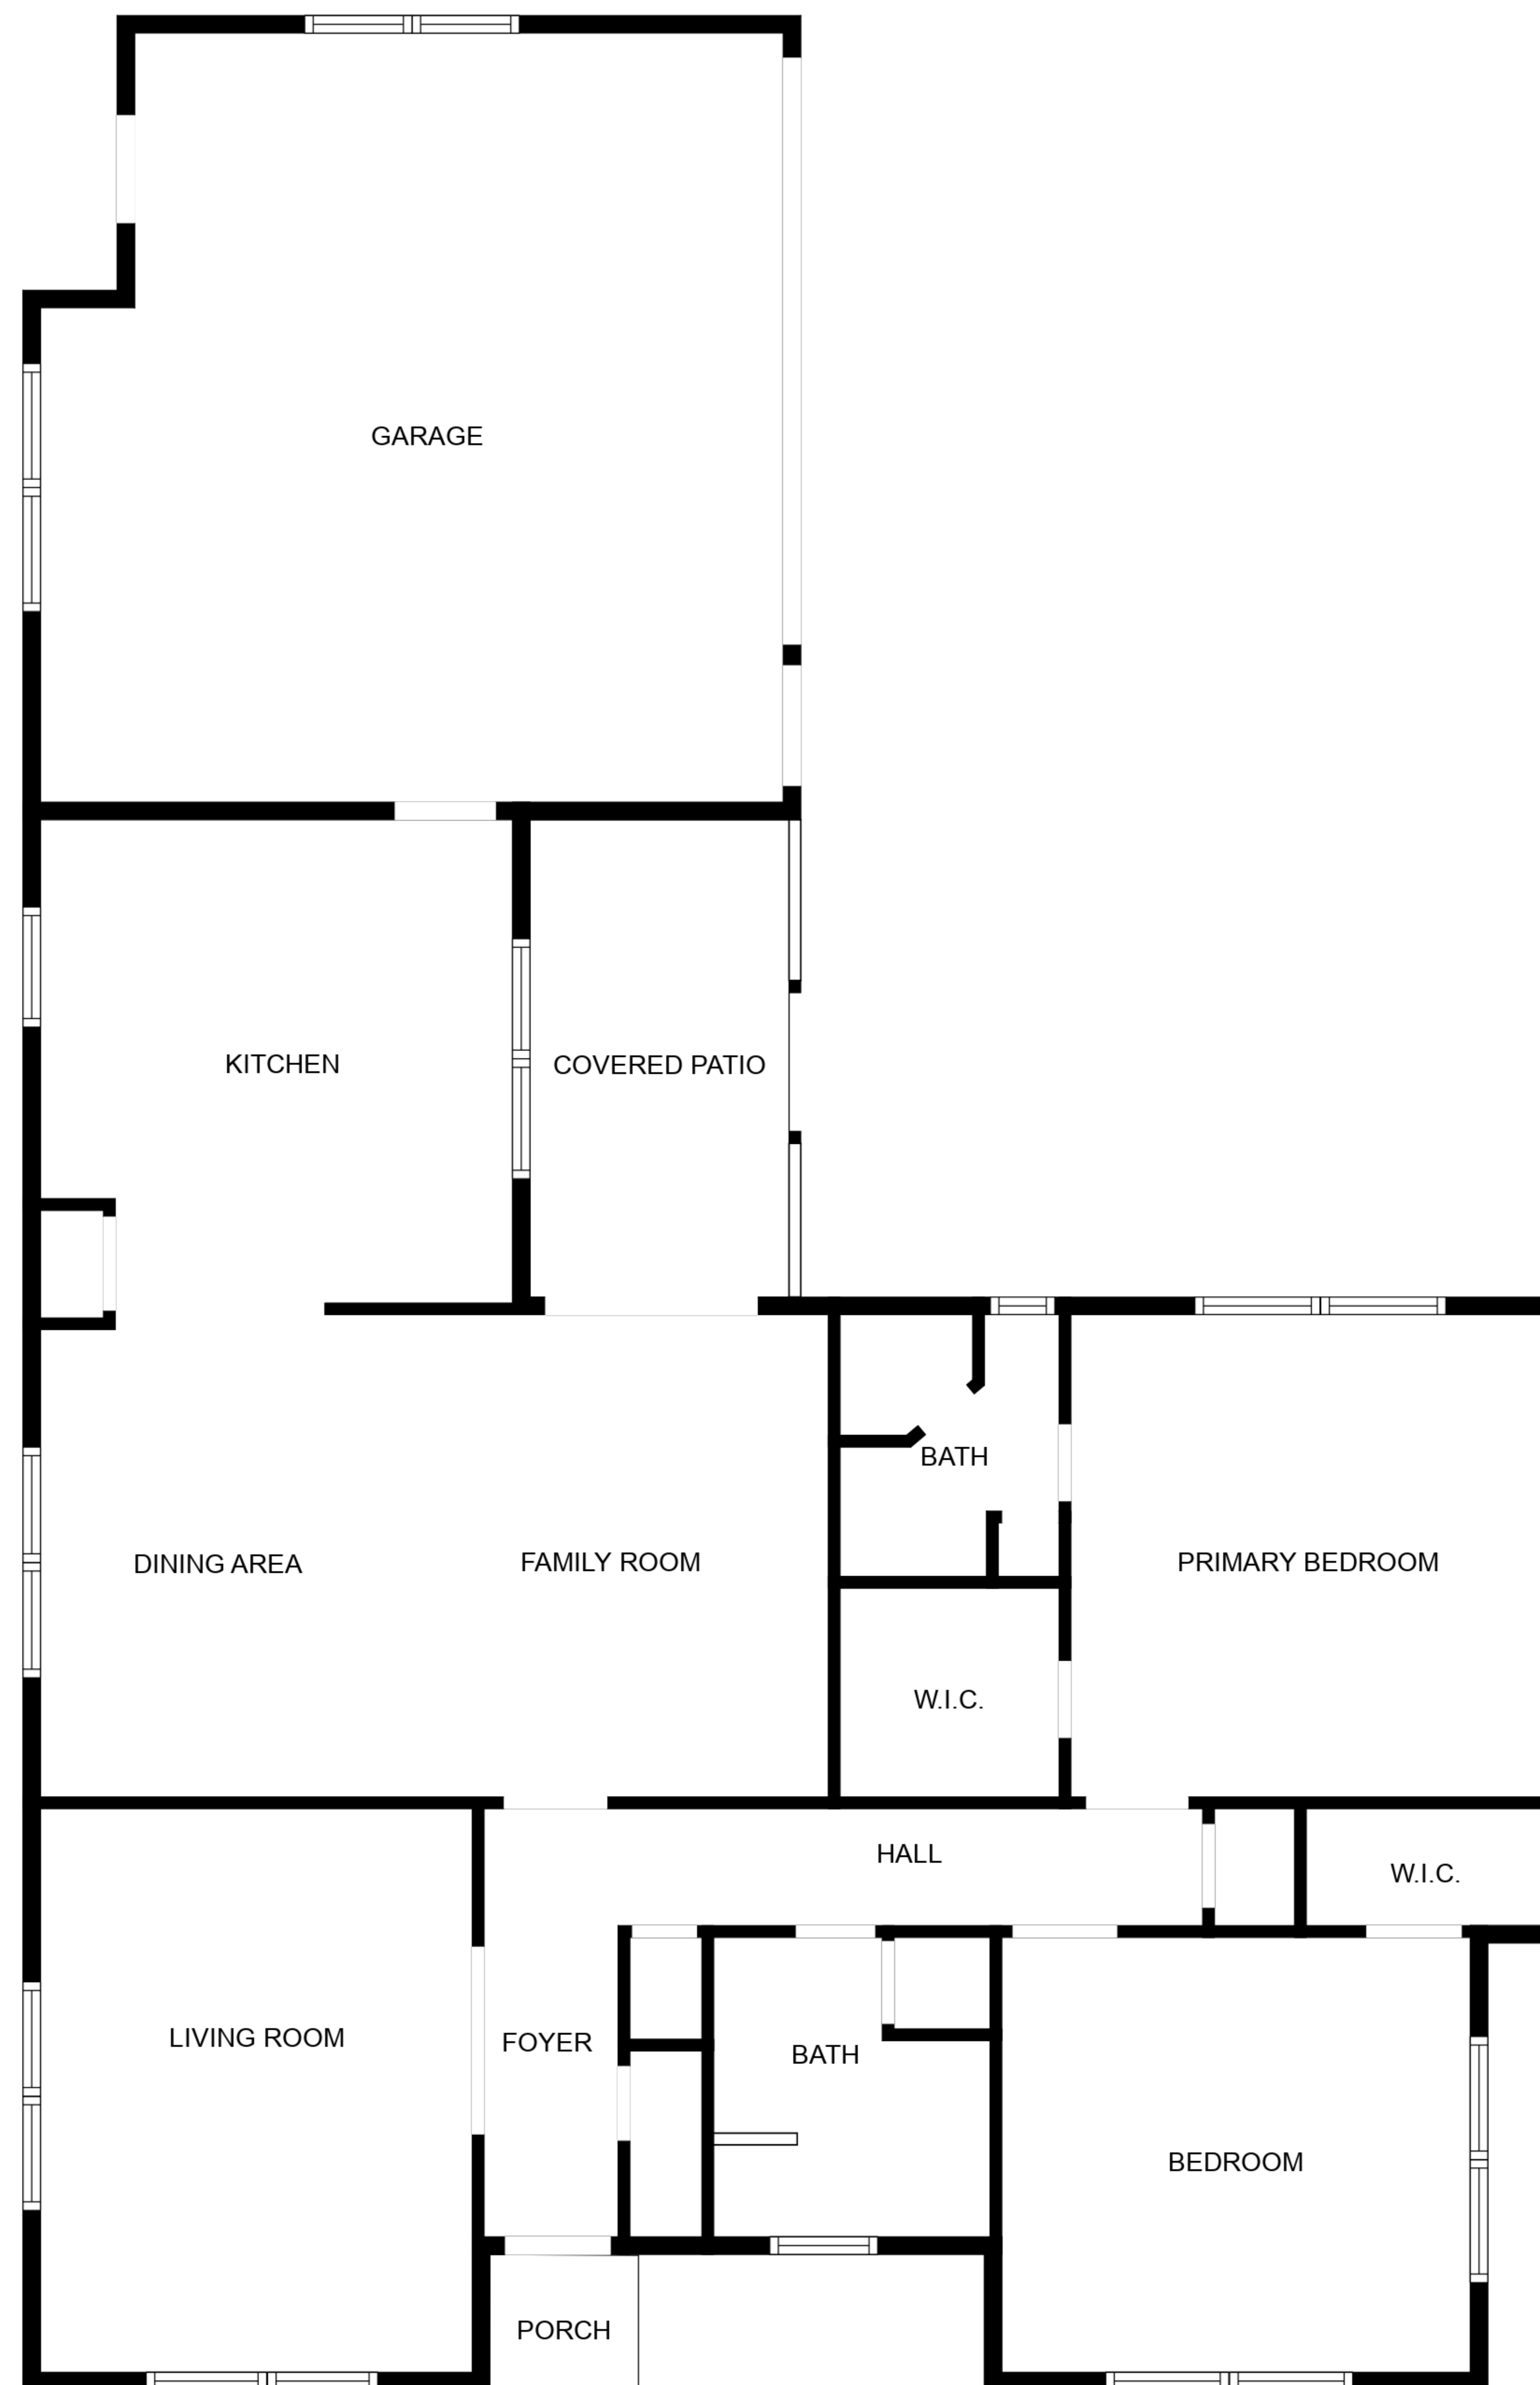 GARAGE
KITCHEN
COVERED PATIO
BATH
DINING AREA
FAMILY ROOM
PRIMARY BEDROOM
W.I.C.
HALL
W.I.C.
LIVING ROOM
FOYER
BATH
BEDROOM
PORCH